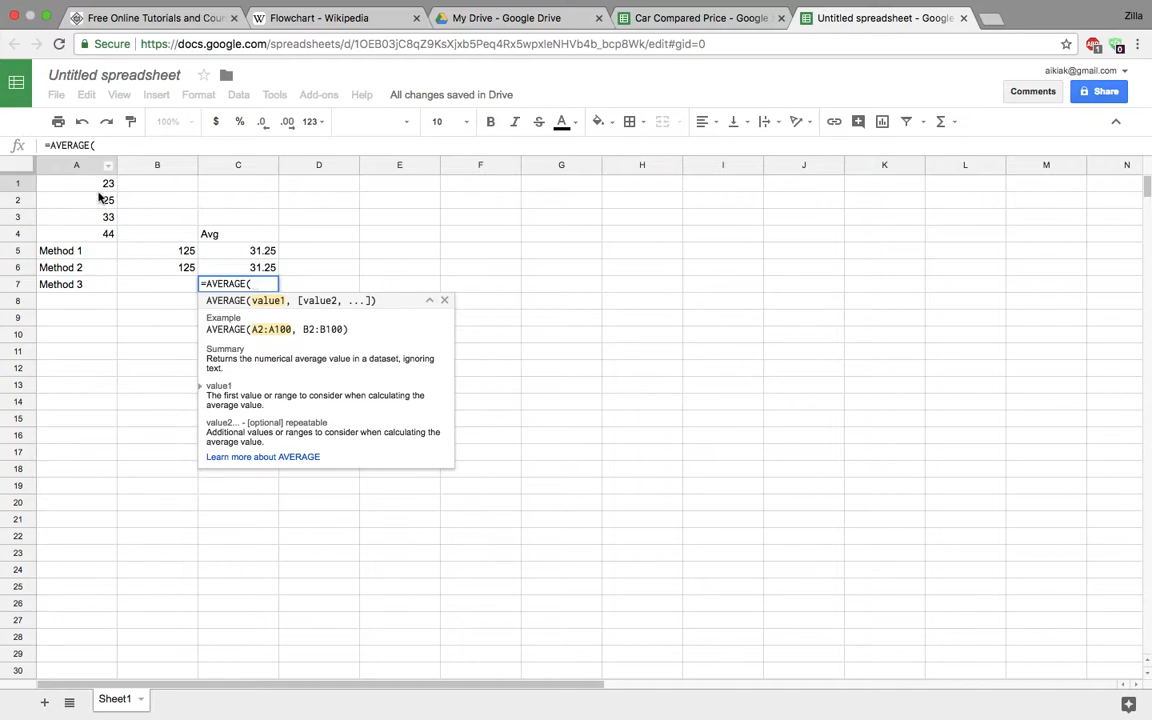 Free Online Tutorials and Cour
Flowchart - Wikipedia
My Drive - Google Drive
Car Compared Price - Google
Untitled spreadsheet - Google
Zilla
Secure
https://docs.google.com/spreadsheets/d/1OEB03jC8qZ9KsXjxb5Peq4Rx5wpxleNHVb4b_bcp8Wk/edit#gid=0
Untitled spreadsheet
aikiak@gmail.com
File Edit View Insert Format Data Tools Add-ons Help All changes saved in Drive
Comments
Share
100% $ % .0 .00 123 10 B I S A Σ
fx =AVERAGE(
A B C D E F G H I J K L M N
1 23
2 25
3 33
4 44 Avg
5 Method 1 125 31.25
6 Method 2 125 31.25
7 Method 3 =AVERAGE(
8
AVERAGE(value1, [value2, ...])
9
Example
10
AVERAGE(A2:A100, B2:B100)
11
Summary
Returns the numerical average value in a dataset, ignoring
12
text.
13
value1
The first value or range to consider when calculating the
14
average value.
15
value2... - [optional] repeatable
Additional values or ranges to consider when calculating the
16
average value.
17
Learn more about AVERAGE
18
19
20
21
22
23
24
25
26
27
28
29
30
Sheet1